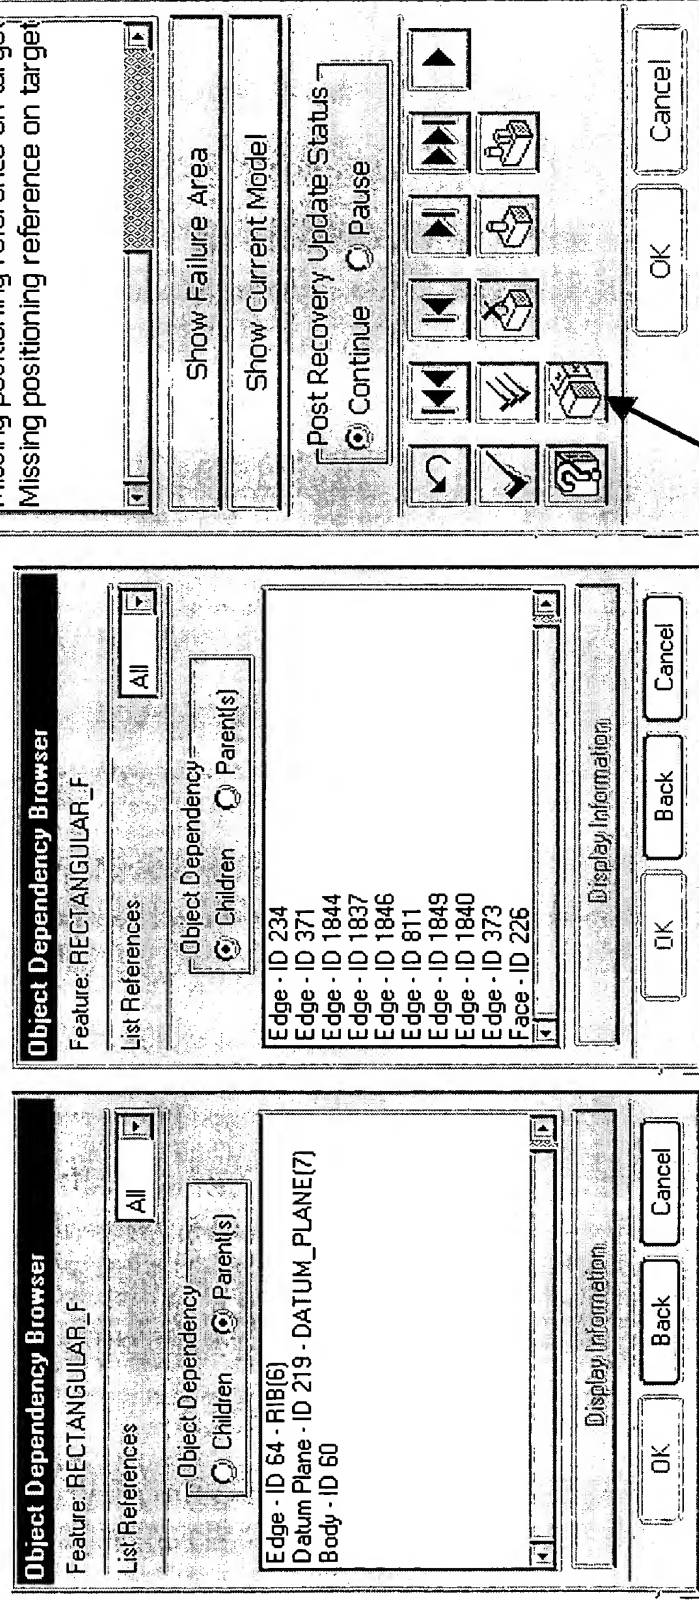 Object Dependency Browser
Feature: RECTANGULAR_F
List References
All
Object Dependency
Children
Parent(s)
Edge - ID 64 - RIB(6)
Datum Plane - ID 219 - DATUM_PLANE(7)
Body - ID 60
Display Information
OK
Back
Cancel
Object Dependency Browser
Feature: RECTANGULAR_F
List References
All
Object Dependency
Children
Parent(s)
Edge - ID 234
Edge - ID 371
Edge - ID 1844
Edge - ID 1837
Edge - ID 1846
Edge - ID 811
Edge - ID 1849
Edge - ID 1840
Edge - ID 373
Face - ID 226
Display Information
OK
Back
Cancel
Missing positioning reference on target
Missing positioning reference on target
Show Failure Area
Show Current Model
Post Recovery Update Status
Continue
Pause
OK
Cancel